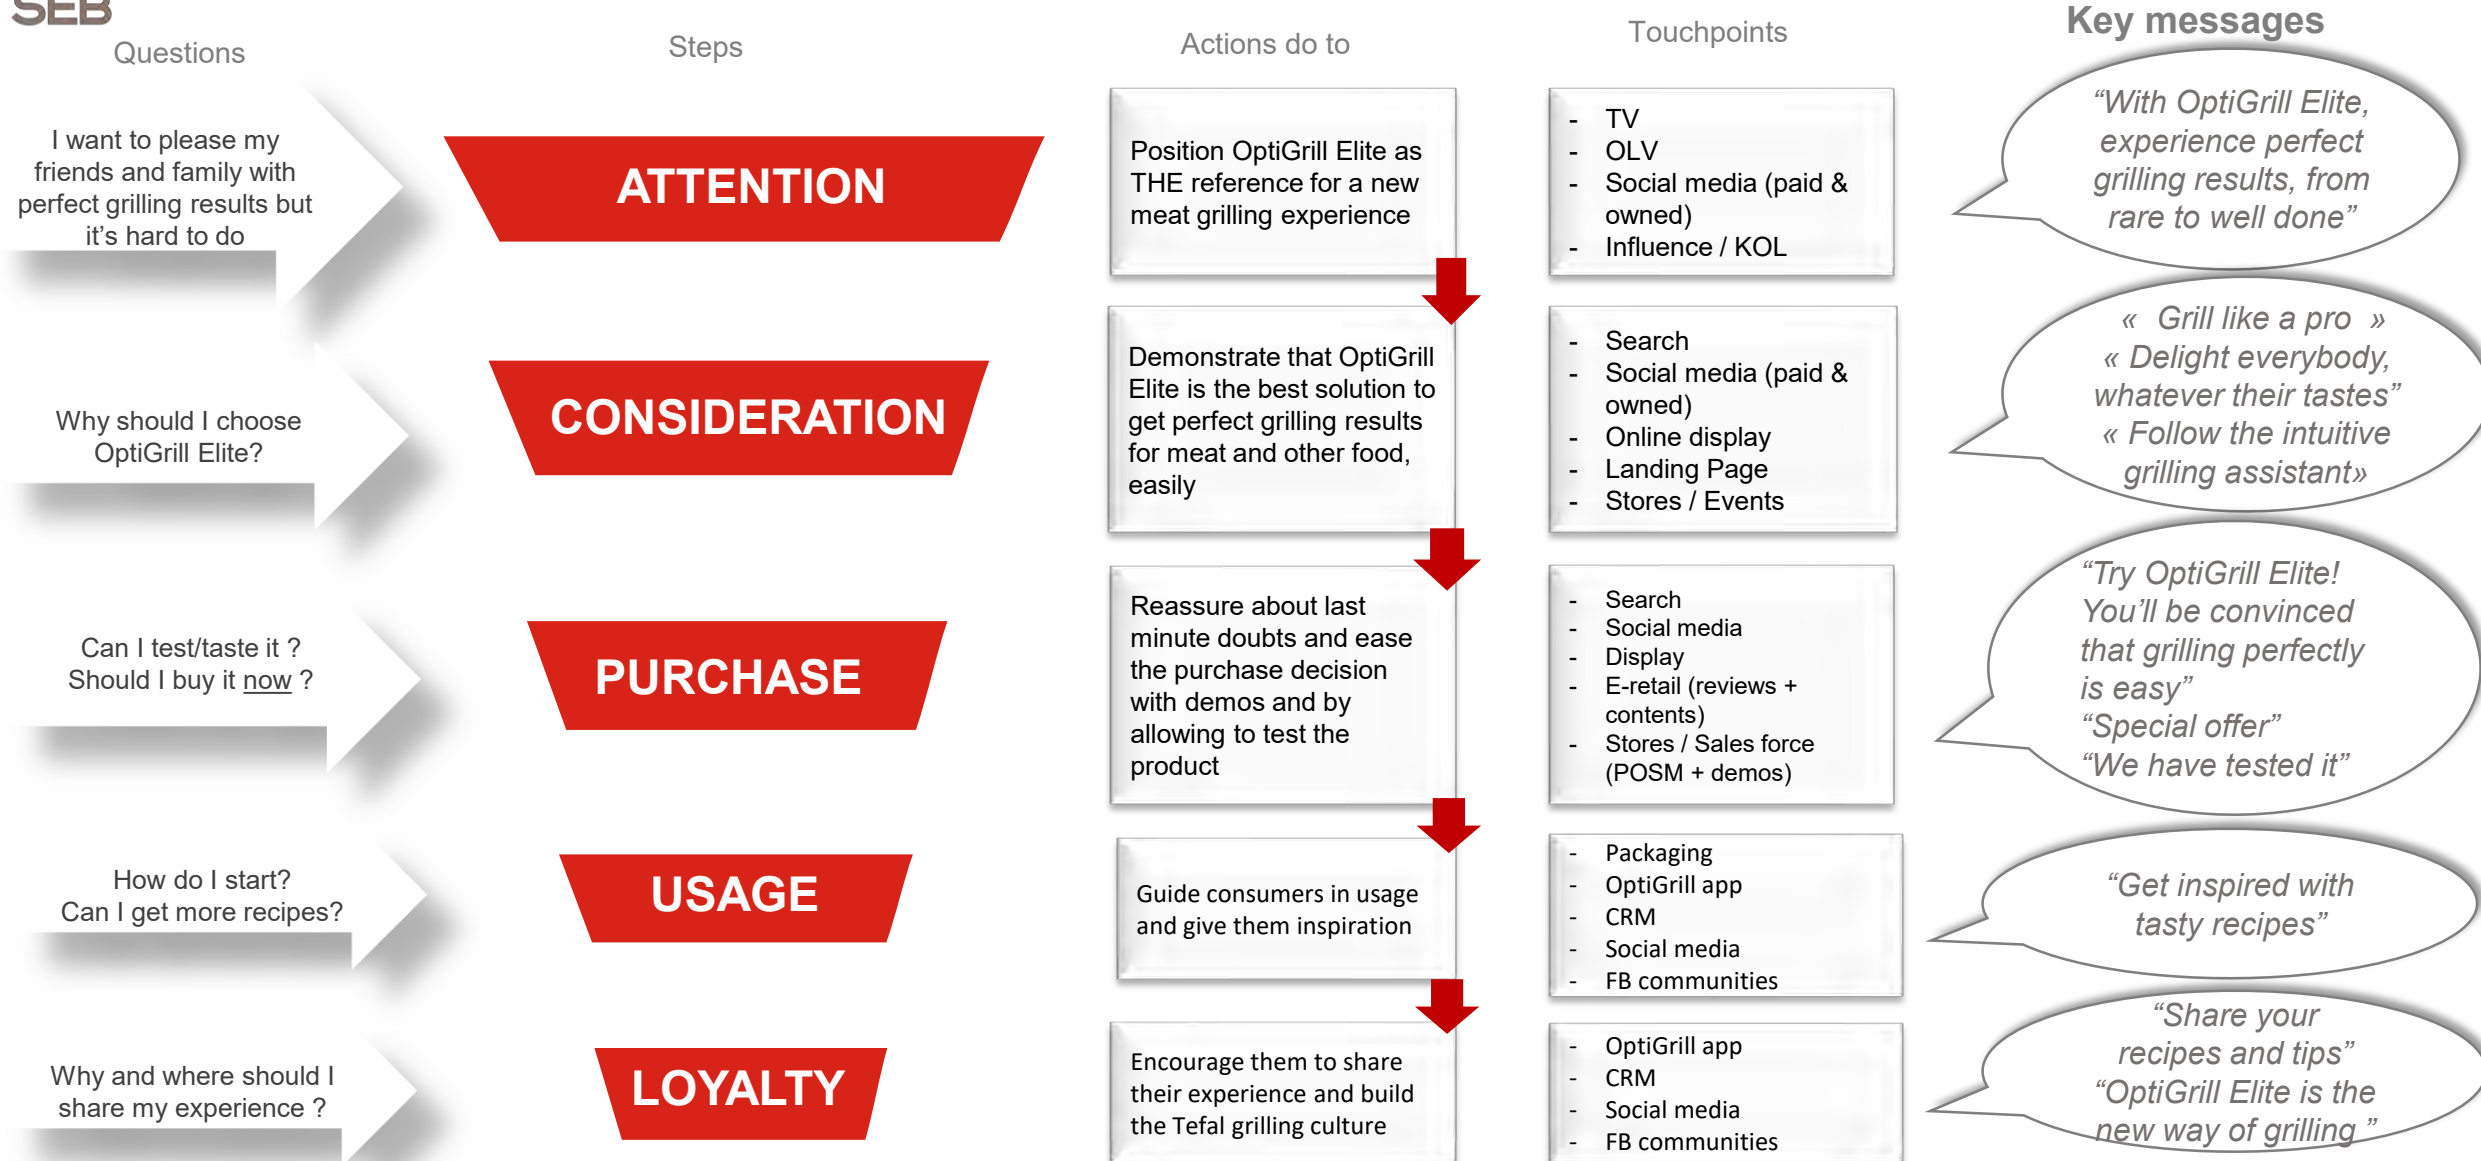 SEB
Questions
Steps
Actions do to
Touchpoints
Key messages
I want to please my
friends and family with
perfect grilling results but
it’s hard to do
ATTENTION
Position OptiGrill Elite as
THE reference for a new
meat grilling experience
- TV
- OLV
- Social media (paid &
owned)
- Influence / KOL
“With OptiGrill Elite,
experience perfect
grilling results, from
rare to well done”
Why should I choose
OptiGrill Elite?
CONSIDERATION
Demonstrate that OptiGrill
Elite is the best solution to
get perfect grilling results
for meat and other food,
easily
- Search
- Social media (paid &
owned)
- Online display
- Landing Page
- Stores / Events
« Grill like a pro »
« Delight everybody,
whatever their tastes”
« Follow the intuitive
grilling assistant»
Can I test/taste it ?
Should I buy it now ?
PURCHASE
Reassure about last
minute doubts and ease
the purchase decision
with demos and by
allowing to test the
product
- Search
- Social media
- Display
- E-retail (reviews +
contents)
- Stores / Sales force
(POSM + demos)
“Try OptiGrill Elite!
You’ll be convinced
that grilling perfectly
is easy”
“Special offer”
“We have tested it”
How do I start?
Can I get more recipes?
USAGE
Guide consumers in usage
and give them inspiration
- Packaging
- OptiGrill app
- CRM
- Social media
- FB communities
“Get inspired with
tasty recipes”
Why and where should I
share my experience ?
LOYALTY
Encourage them to share
their experience and build
the Tefal grilling culture
- OptiGrill app
- CRM
- Social media
- FB communities
“Share your
recipes and tips”
“OptiGrill Elite is the
new way of grilling ”